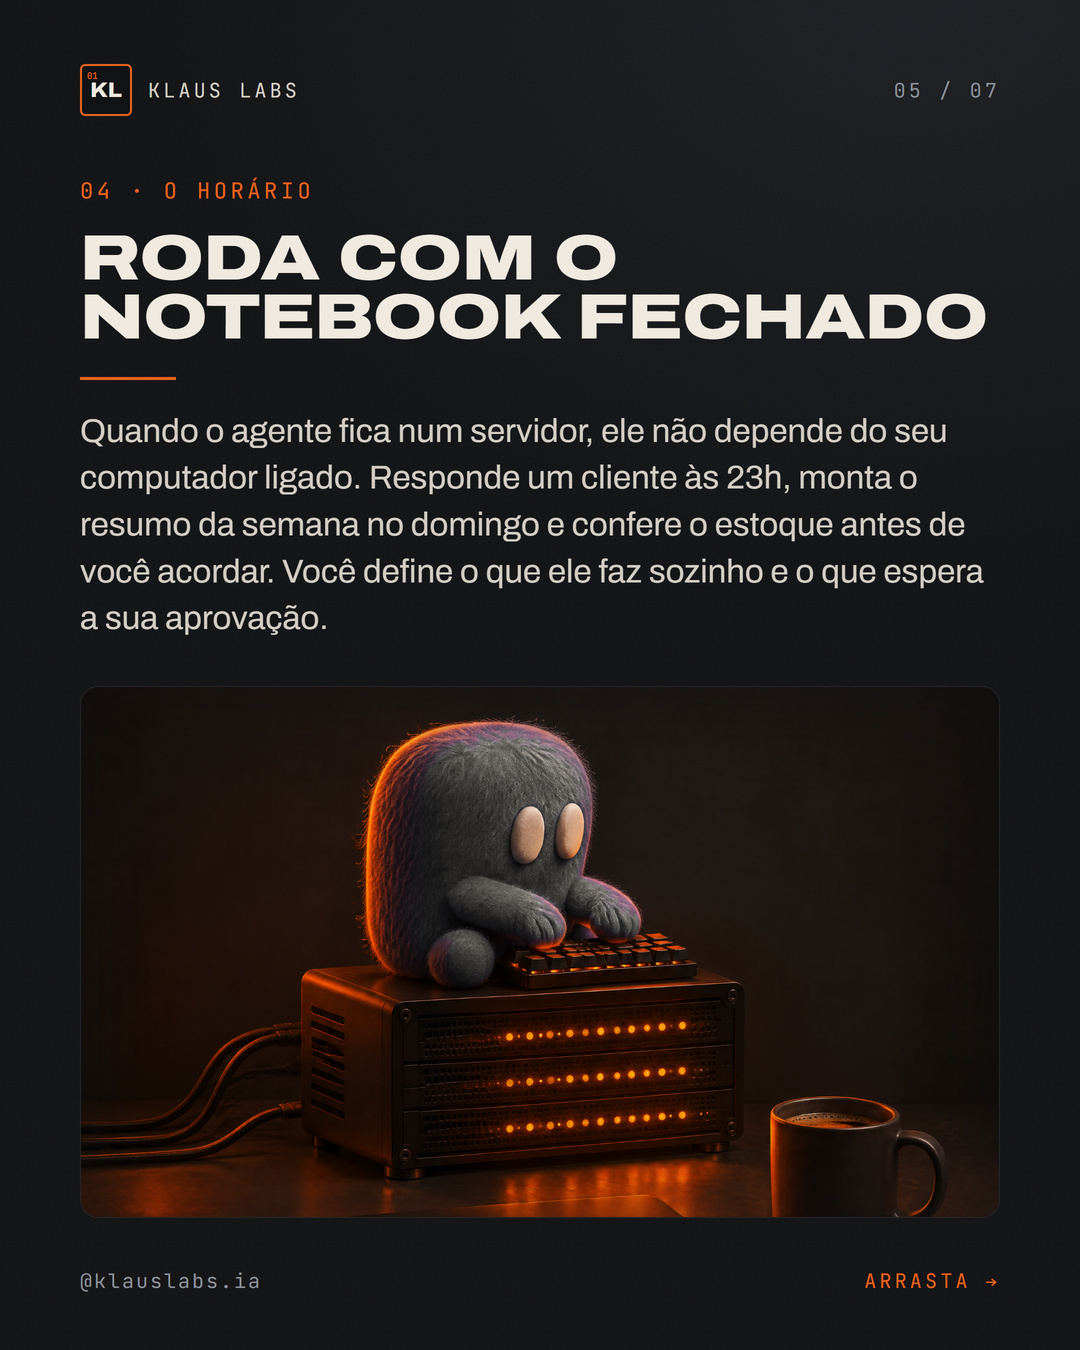 01
KL
KLAUS LABS
05 / 07
04 · O HORÁRIO
RODA COM O
NOTEBOOK FECHADO
Quando o agente fica num servidor, ele não depende do seu
computador ligado. Responde um cliente às 23h, monta o
resumo da semana no domingo e confere o estoque antes de
você acordar. Você define o que ele faz sozinho e o que espera
a sua aprovação.
@klauslabs.ia
ARRASTA →